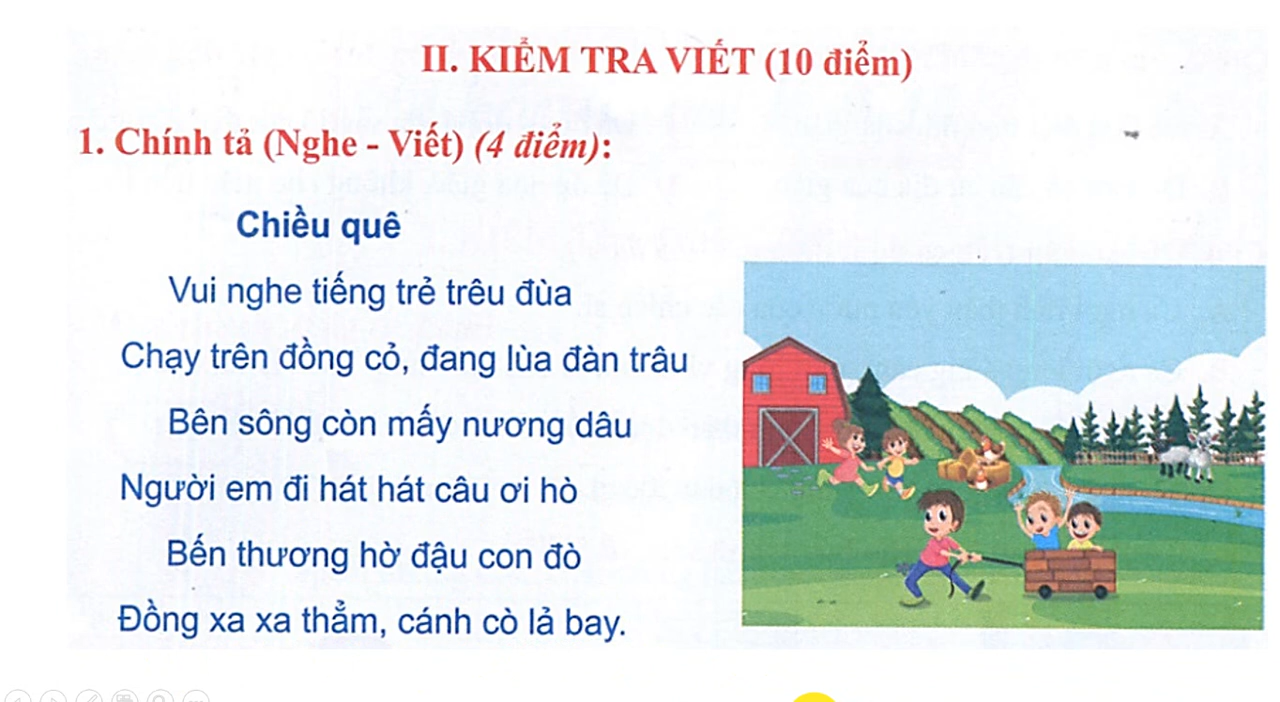 II. KIỂM TRA VIẾT (10 điểm)
1. Chính tả (Nghe - Viết) (4 điểm):
Chiều quê
Vui nghe tiếng trẻ trêu đùa
Chạy trên đồng cỏ, đang lùa đàn trâu
Bên sông còn mấy nương dâu
Người em đi hát hát câu ơi hò
Bến thương hờ đậu con đò
Đồng xa xa thẳm, cánh cò lả bay.